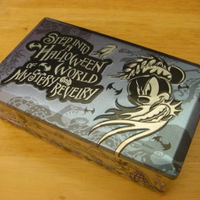 STEP INTO
A HALLOWEEN
WORLD
OF
MYSTERY
REVELRY